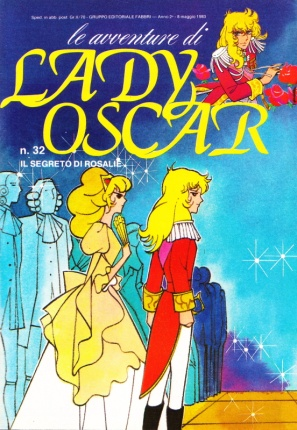 Sped. in abb. post. Gr. II/70 - GRUPPO EDITORIALE FABBRI - Anno 2° - 8 maggio 1983
le avventure di
LADY
OSCAR
n. 32
IL SEGRETO DI ROSALIE